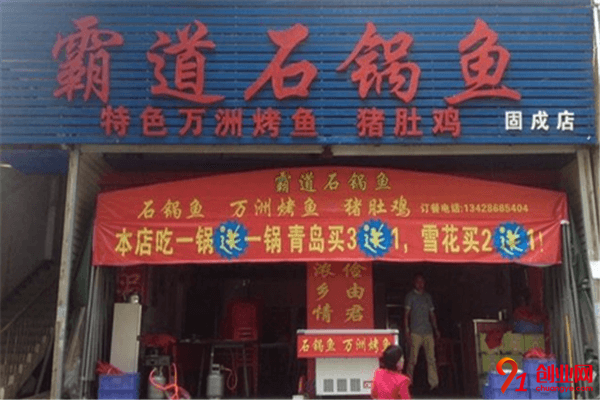 霸道石锅鱼
特色万洲烤鱼 猪肚鸡
固戍店
霸道石锅鱼
石锅鱼 万洲烤鱼 猪肚鸡 订餐电话:13428685404
本店吃一锅送一锅 青岛买3送1，雪花买2送1！
浓乡情
俭由君
石锅鱼 万洲烤鱼
91创业网